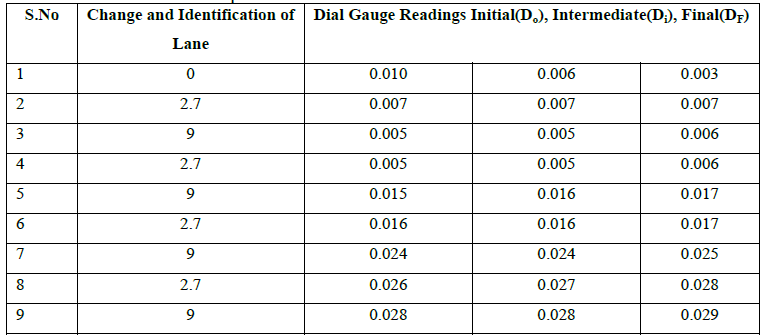 S.No Change and Identification of Lane Dial Gauge Readings Initial(Dₒ), Intermediate(Dᵢ), Final(D_F)
1 0 0.010 0.006 0.003
2 2.7 0.007 0.007 0.007
3 9 0.005 0.005 0.006
4 2.7 0.005 0.005 0.006
5 9 0.015 0.016 0.017
6 2.7 0.016 0.016 0.017
7 9 0.024 0.024 0.025
8 2.7 0.026 0.027 0.028
9 9 0.028 0.028 0.029